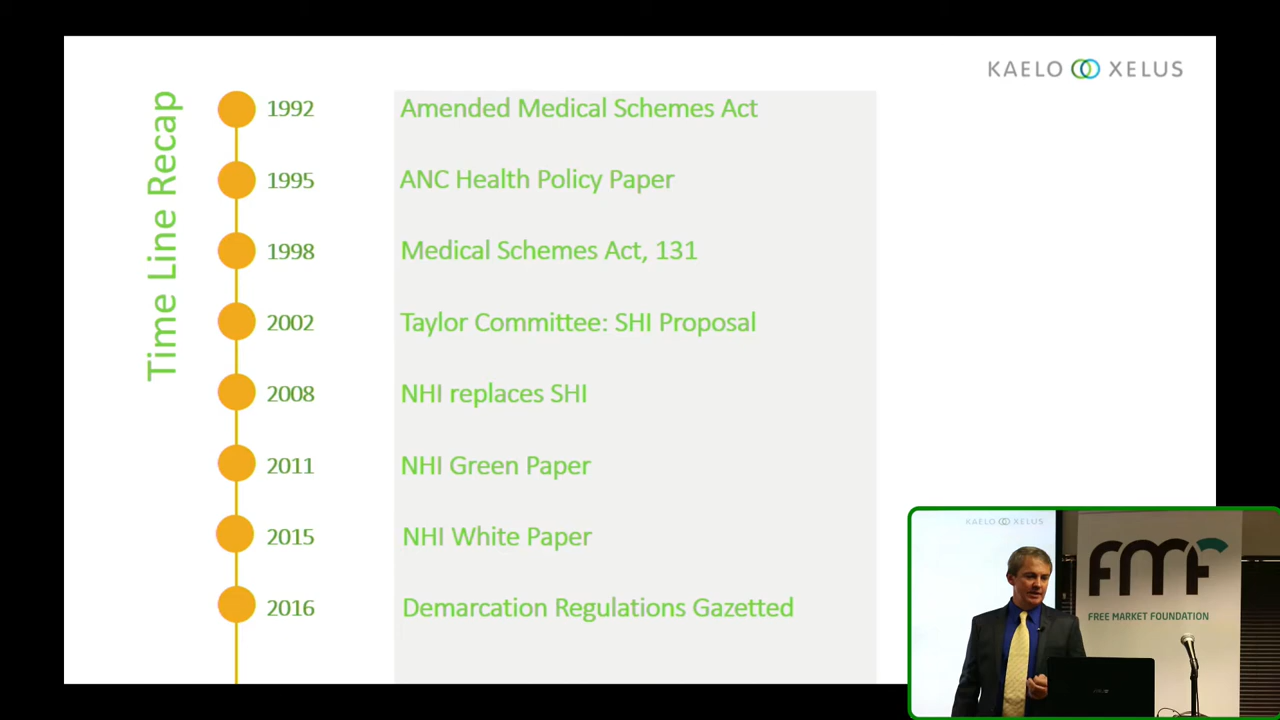 KAELO XELUS
Time Line Recap
1992 Amended Medical Schemes Act
1995 ANC Health Policy Paper
1998 Medical Schemes Act, 131
2002 Taylor Committee: SHI Proposal
2008 NHI replaces SHI
2011 NHI Green Paper
2015 NHI White Paper
2016 Demarcation Regulations Gazetted
KAELO XELUS
FMF
FREE MARKET FOUNDATION